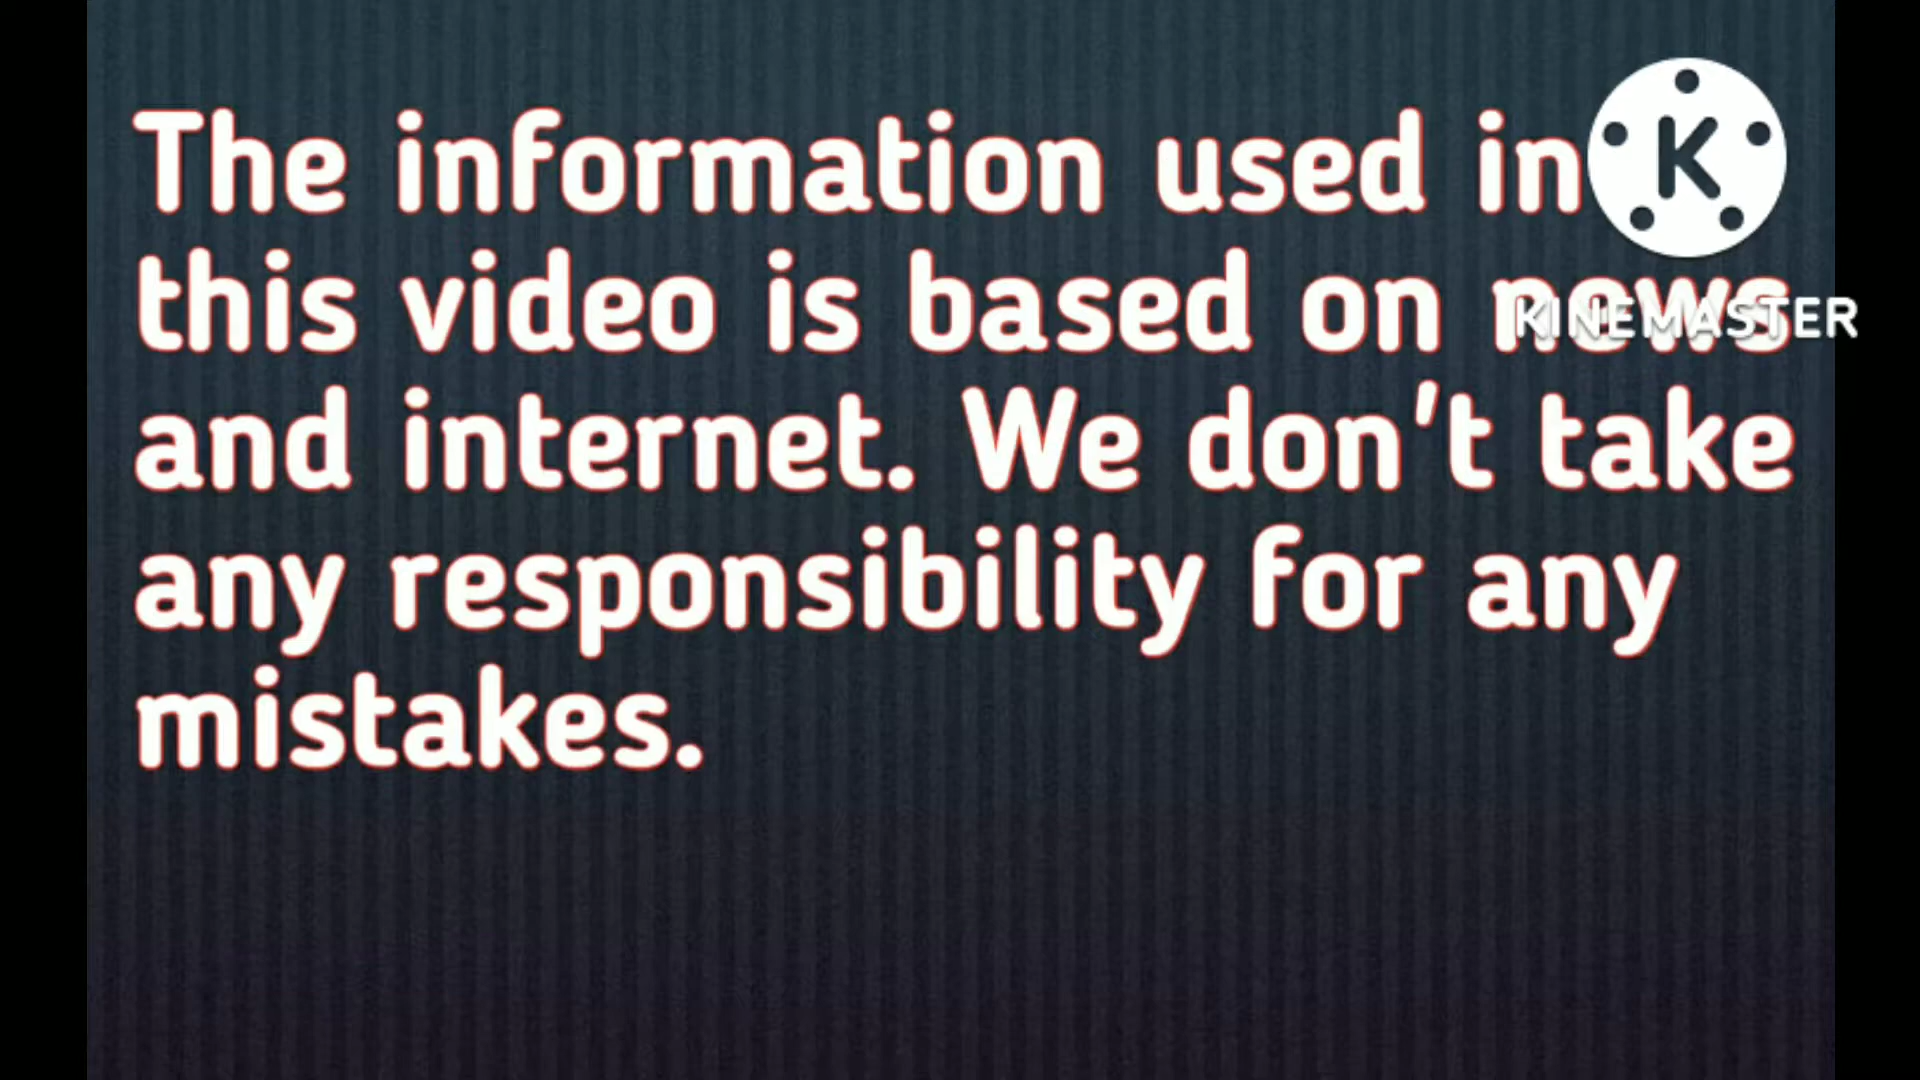 The information used in
this video is based on news
and internet. We don't take
any responsibility for any
mistakes.
K
KINEMASTER